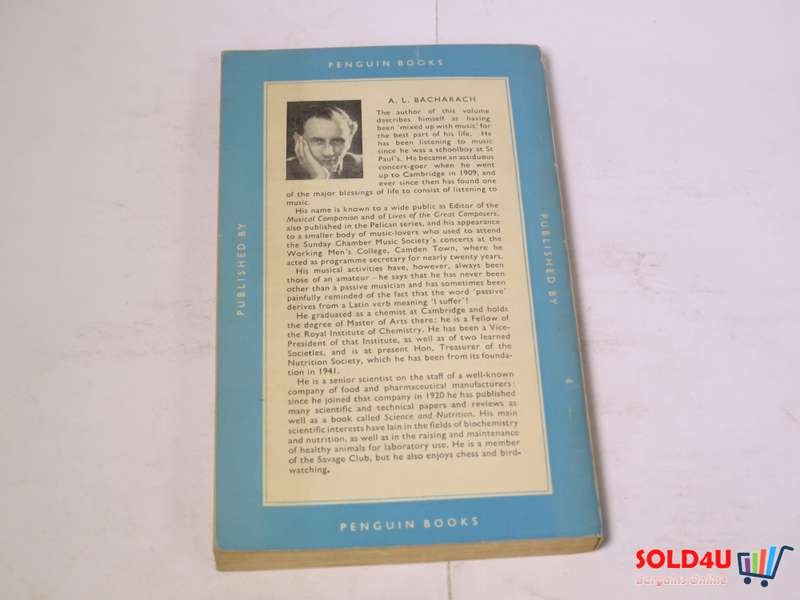 PENGUIN BOOKS
A. L. BACHARACH
The author of this volume
describes himself as having
been 'mixed up with music' for
the best part of his life. He
has been listening to music
since he was a schoolboy at St
Paul's. He became an assiduous
concert-goer when he went
up to Cambridge in 1909, and
ever since then has found one
of the major blessings of life to consist of listening to
music.
His name is known to a wide public as Editor of the
Musical Companion and of Lives of the Great Composers,
also published in the Pelican series, and his appearance
to a smaller body of music-lovers who used to attend
the Sunday Chamber Music Society's concerts at the
Working Men's College, Camden Town, where he
acted as programme secretary for nearly twenty years.
His musical activities have, however, always been
those of an amateur – he says that he has never been
other than a passive musician and has sometimes been
painfully reminded of the fact that the word 'passive'
derives from a Latin verb meaning 'I suffer'!
He graduated as a chemist at Cambridge and holds
the degree of Master of Arts there; he is a Fellow of
the Royal Institute of Chemistry. He has been a Vice-
President of that Institute, as well as of two learned
Societies, and is at present Hon. Treasurer of the
Nutrition Society, which he has been from its founda-
tion in 1941.
He is a senior scientist on the staff of a well-known
company of food and pharmaceutical manufacturers:
since he joined that company in 1920 he has published
many scientific and technical papers and reviews as
well as a book called Science and Nutrition. His main
scientific interests have lain in the fields of biochemistry
and nutrition, as well as in the raising and maintenance
of healthy animals for laboratory use. He is a member
of the Savage Club, but he also enjoys chess and bird-
watching.
PUBLISHED BY
PUBLISHED BY
PENGUIN BOOKS
SOLD4U
Bargains Online